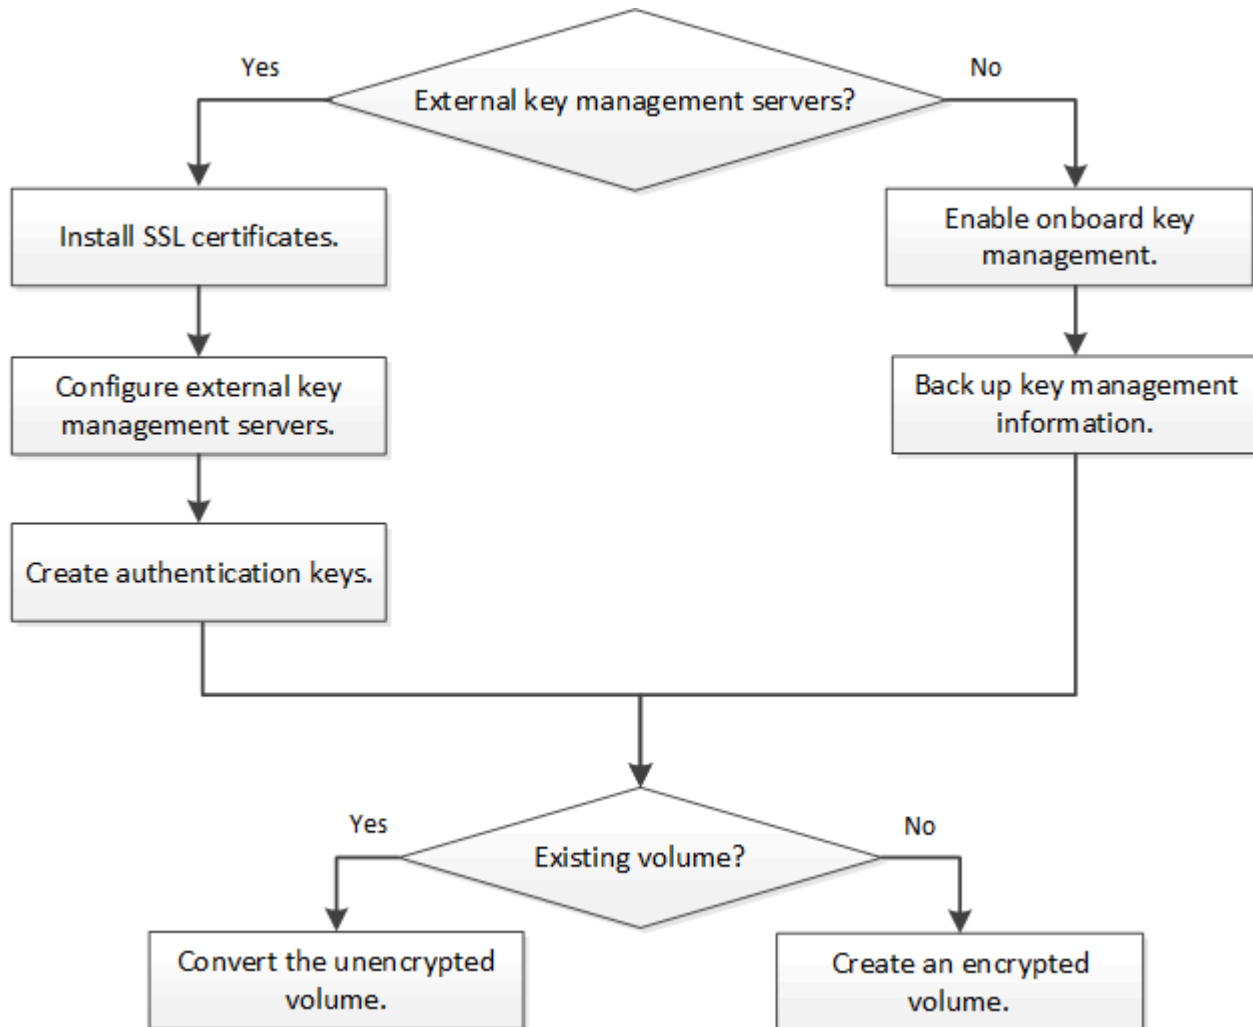 Yes
No
External key management servers?
Install SSL certificates.
Enable onboard key
management.
Configure external key
management servers.
Back up key management
information.
Create authentication keys.
Yes
No
Existing volume?
Convert the unencrypted
volume.
Create an encrypted
volume.